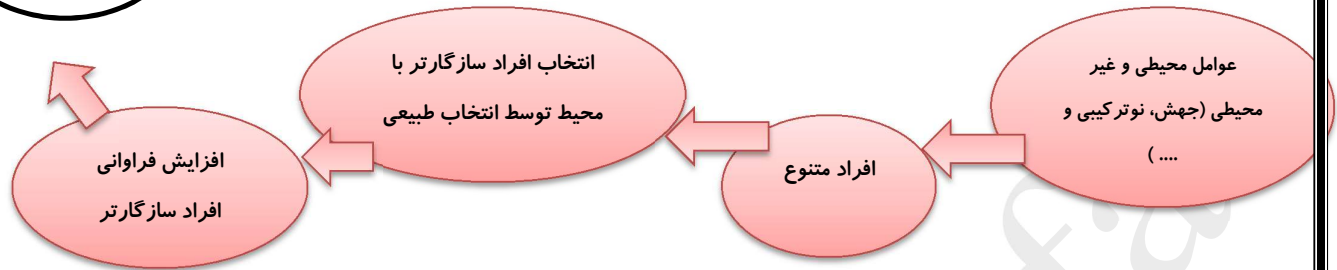 عوامل محیطی و غیر
محیطی (جهش، نوترکیبی و
.... )
افراد متنوع
انتخاب افراد سازگارتر با
محیط توسط انتخاب طبیعی
افزایش فراوانی
افراد سازگارتر